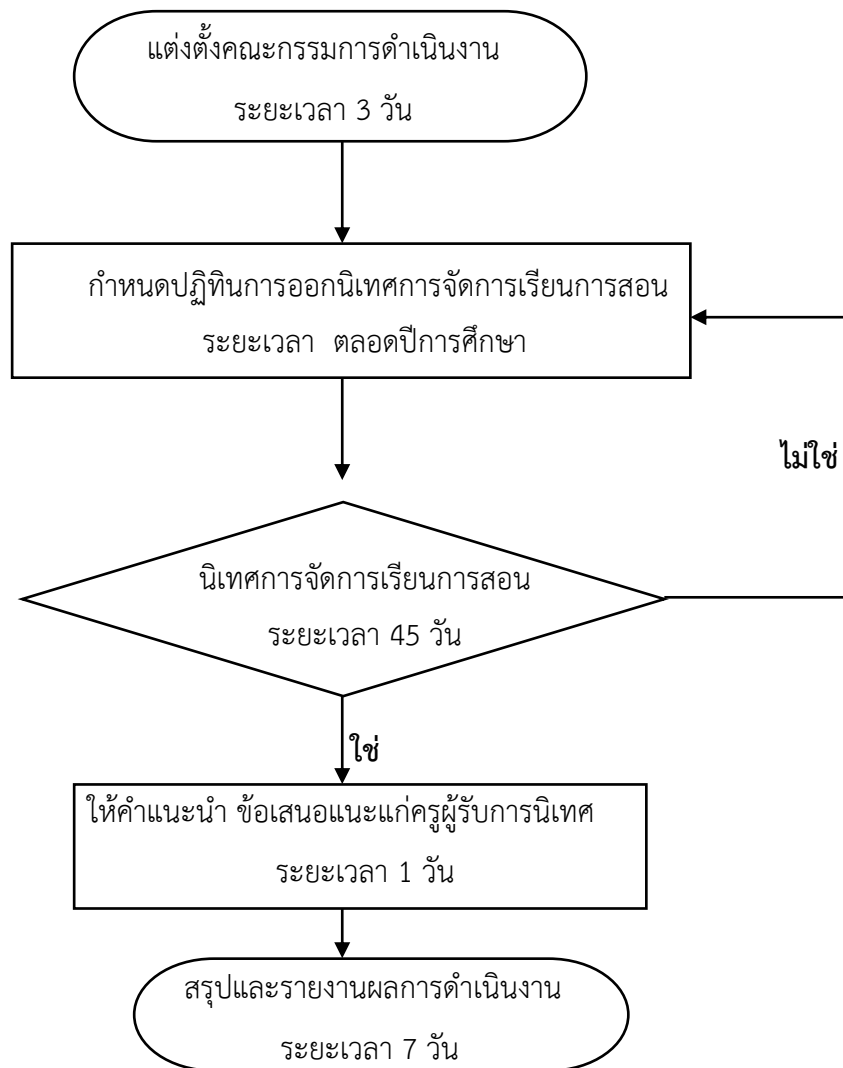 แต่งตั้งคณะกรรมการดำเนินงาน
ระยะเวลา 3 วัน
กำหนดปฏิทินการออกนิเทศการจัดการเรียนการสอน
ระยะเวลา ตลอดปีการศึกษา
ไม่ใช่
นิเทศการจัดการเรียนการสอน
ระยะเวลา 45 วัน
ใช่
ให้คำแนะนำ ข้อเสนอแนะแก่ครูผู้รับการนิเทศ
ระยะเวลา 1 วัน
สรุปและรายงานผลการดำเนินงาน
ระยะเวลา 7 วัน